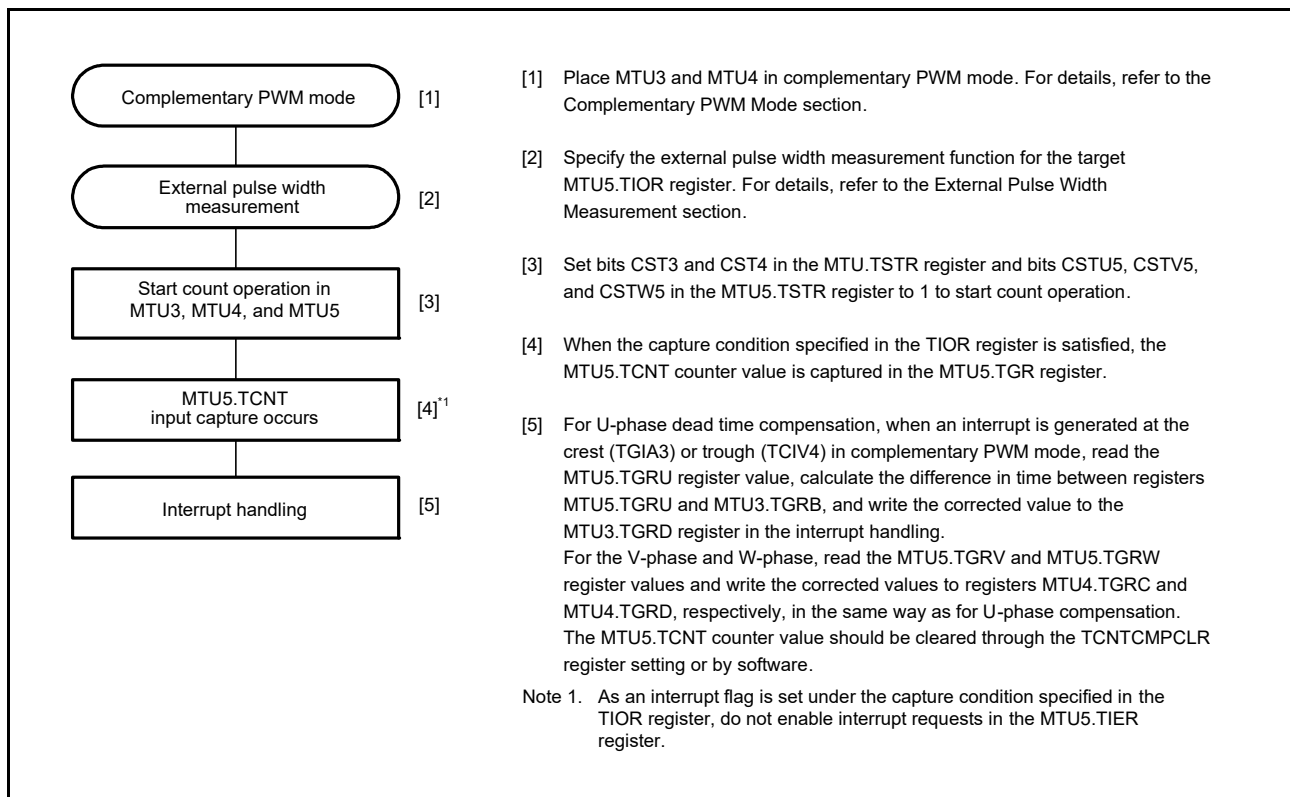 Complementary PWM mode
[1]
External pulse width
measurement
[2]
Start count operation in
MTU3, MTU4, and MTU5
[3]
MTU5.TCNT
input capture occurs
[4]*1
Interrupt handling
[5]
[1] Place MTU3 and MTU4 in complementary PWM mode. For details, refer to the
Complementary PWM Mode section.
[2] Specify the external pulse width measurement function for the target
MTU5.TIOR register. For details, refer to the External Pulse Width
Measurement section.
[3] Set bits CST3 and CST4 in the MTU.TSTR register and bits CSTU5, CSTV5,
and CSTW5 in the MTU5.TSTR register to 1 to start count operation.
[4] When the capture condition specified in the TIOR register is satisfied, the
MTU5.TCNT counter value is captured in the MTU5.TGR register.
[5] For U-phase dead time compensation, when an interrupt is generated at the
crest (TGIA3) or trough (TCIV4) in complementary PWM mode, read the
MTU5.TGRU register value, calculate the difference in time between registers
MTU5.TGRU and MTU3.TGRB, and write the corrected value to the
MTU3.TGRD register in the interrupt handling.
For the V-phase and W-phase, read the MTU5.TGRV and MTU5.TGRW
register values and write the corrected values to registers MTU4.TGRC and
MTU4.TGRD, respectively, in the same way as for U-phase compensation.
The MTU5.TCNT counter value should be cleared through the TCNTCMPCLR
register setting or by software.
Note 1. As an interrupt flag is set under the capture condition specified in the
TIOR register, do not enable interrupt requests in the MTU5.TIER
register.